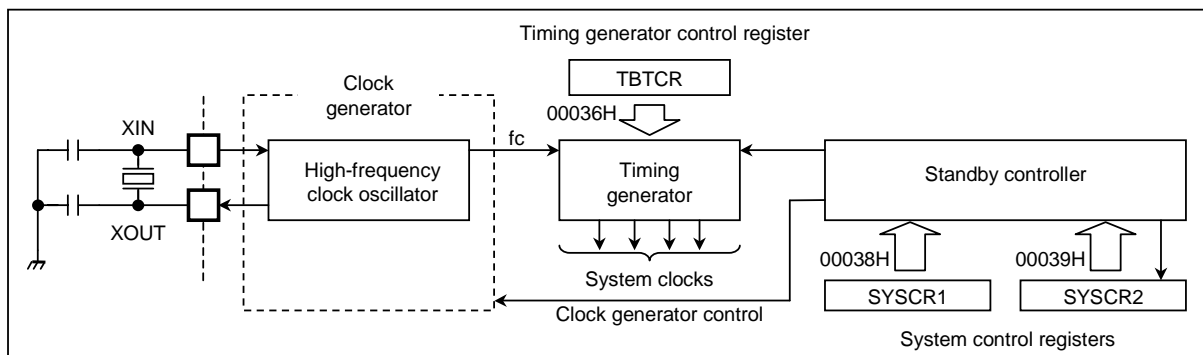 Timing generator control register
TBTCR
Clock
generator
00036H
XIN
fc
High-frequency
clock oscillator
Timing
generator
Standby controller
XOUT
System clocks
00038H
00039H
SYSCR1
SYSCR2
Clock generator control
System control registers